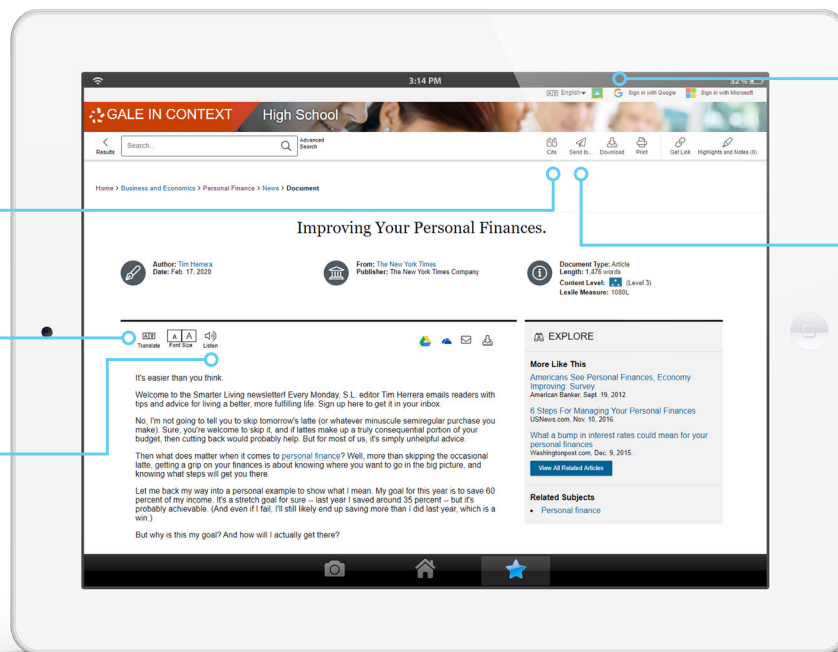 3:14 PM
52 %
English
Sign in with Google
Sign in with Microsoft
GALE IN CONTEXT
High School
Results
Search...
Advanced
Search
Cite
Send to...
Download
Print
Get Link
Highlights and Notes (0)
Home > Business and Economics > Personal Finance > News > Document
Improving Your Personal Finances.
Author: Tim Herrera
Date: Feb. 17, 2020
From: The New York Times
Publisher: The New York Times Company
Document Type: Article
Length: 1,476 words
Content Level: (Level 3)
Lexile Measure: 1080L
Translate
A A
Font Size
Listen
It's easier than you think.
Welcome to the Smarter Living newsletter! Every Monday, S.L. editor Tim Herrera emails readers with
tips and advice for living a better, more fulfilling life. Sign up here to get it in your inbox.
No, I'm not going to tell you to skip tomorrow's latte (or whatever minuscule semiregular purchase you
make). Sure, you're welcome to skip it, and if lattes make up a truly consequential portion of your
budget, then cutting back would probably help. But for most of us, it's simply unhelpful advice.
Then what does matter when it comes to personal finance? Well, more than skipping the occasional
latte, getting a grip on your finances is about knowing where you want to go in the big picture, and
knowing what steps will get you there.
Let me back my way into a personal example to show what I mean. My goal for this year is to save 60
percent of my income. It's a stretch goal for sure -- last year I saved around 35 percent -- but it's
probably achievable. (And even if I fail, I'll still likely end up saving more than I did last year, which is a
win.)
But why is this my goal? And how will I actually get there?
EXPLORE
More Like This
Americans See Personal Finances, Economy
Improving: Survey
American Banker, Sept. 19, 2012.
6 Steps For Managing Your Personal Finances
USNews.com, Nov. 10, 2016.
What a bump in interest rates could mean for your
personal finances
Washingtonpost.com, Dec. 9, 2015.
View All Related Articles
Related Subjects
• Personal finance